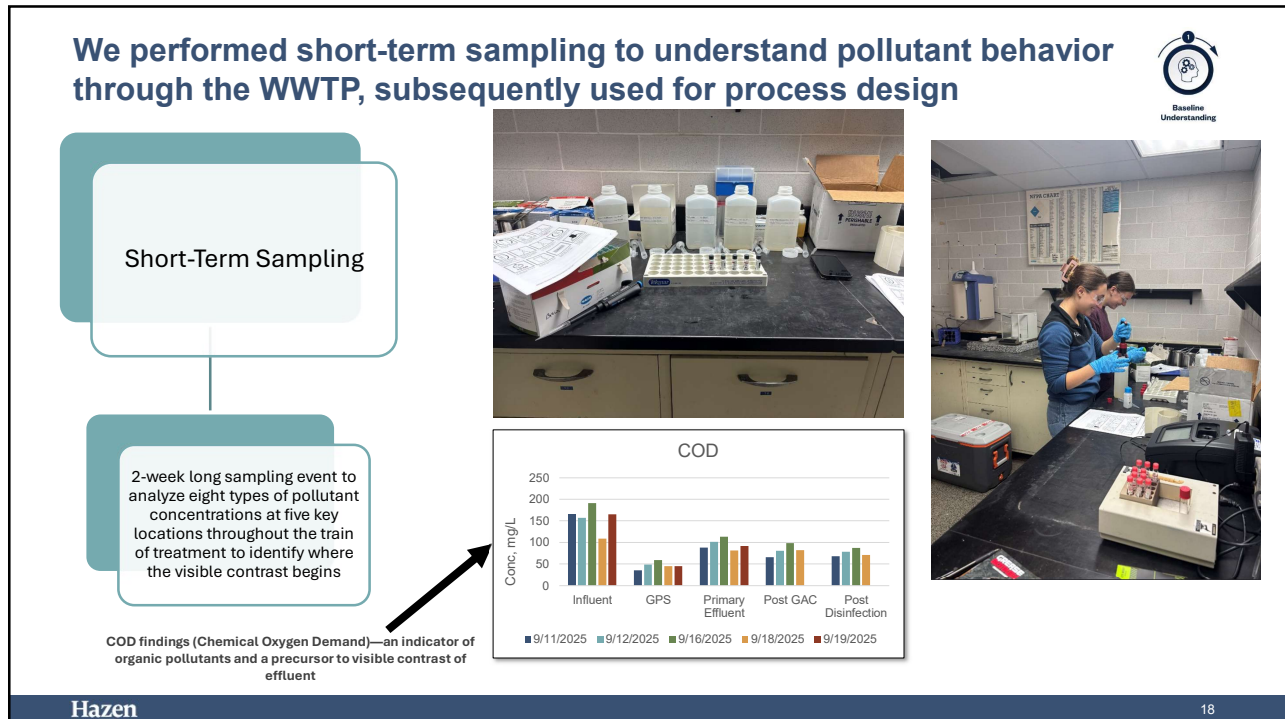 We performed short-term sampling to understand pollutant behavior
through the WWTP, subsequently used for process design
1
Baseline
Understanding
Short-Term Sampling
2-week long sampling event to
analyze eight types of pollutant
concentrations at five key
locations throughout the train
of treatment to identify where
the visible contrast begins
COD findings (Chemical Oxygen Demand)—an indicator of
organic pollutants and a precursor to visible contrast of
effluent
PERISHABLE
COD
Conc, mg/L
250
200
150
100
50
0
Influent
GPS
Primary
Effluent
Post GAC
Post
Disinfection
9/11/2025 9/12/2025 9/16/2025 9/18/2025 9/19/2025
Hazen
18